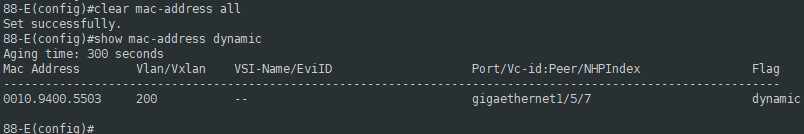 88-E(config)#clear mac-address all
Set successfully.
88-E(config)#show mac-address dynamic
Aging time: 300 seconds
Mac Address Vlan/Vxlan VSI-Name/EviID Port/Vc-id:Peer/NHPIndex Flag
----------------------------------------------------------------------------------------------------
0010.9400.5503 200 -- gigaethernet1/5/7 dynamic
88-E(config)#